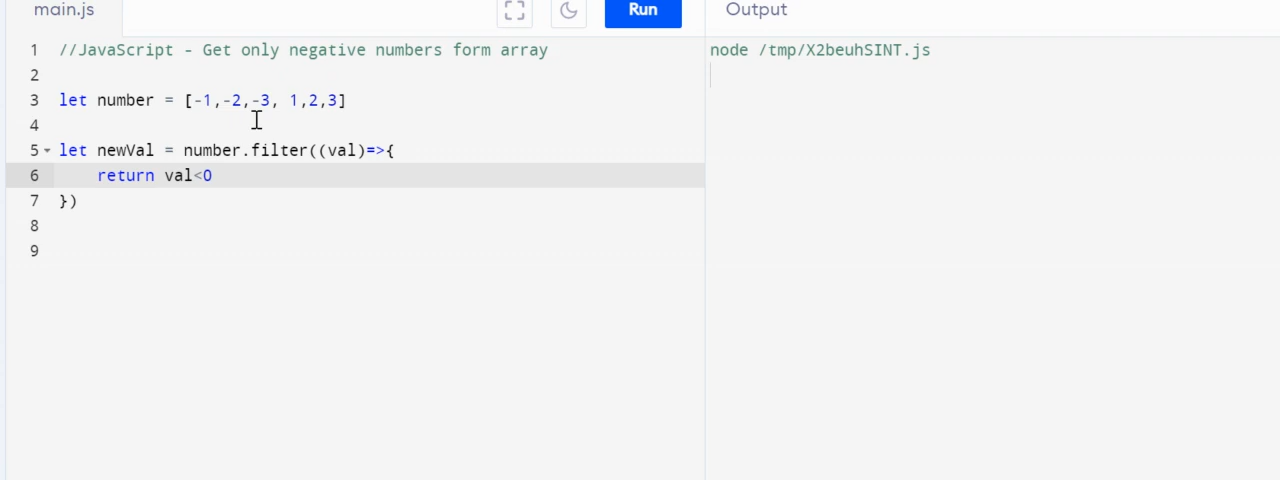 main.js
Run
Output
1 //JavaScript - Get only negative numbers form array
2
3 let number = [-1,-2,-3, 1,2,3]
4
5 let newVal = number.filter((val)=>{
6 return val<0
7 })
8
9
node /tmp/X2beuhSINT.js